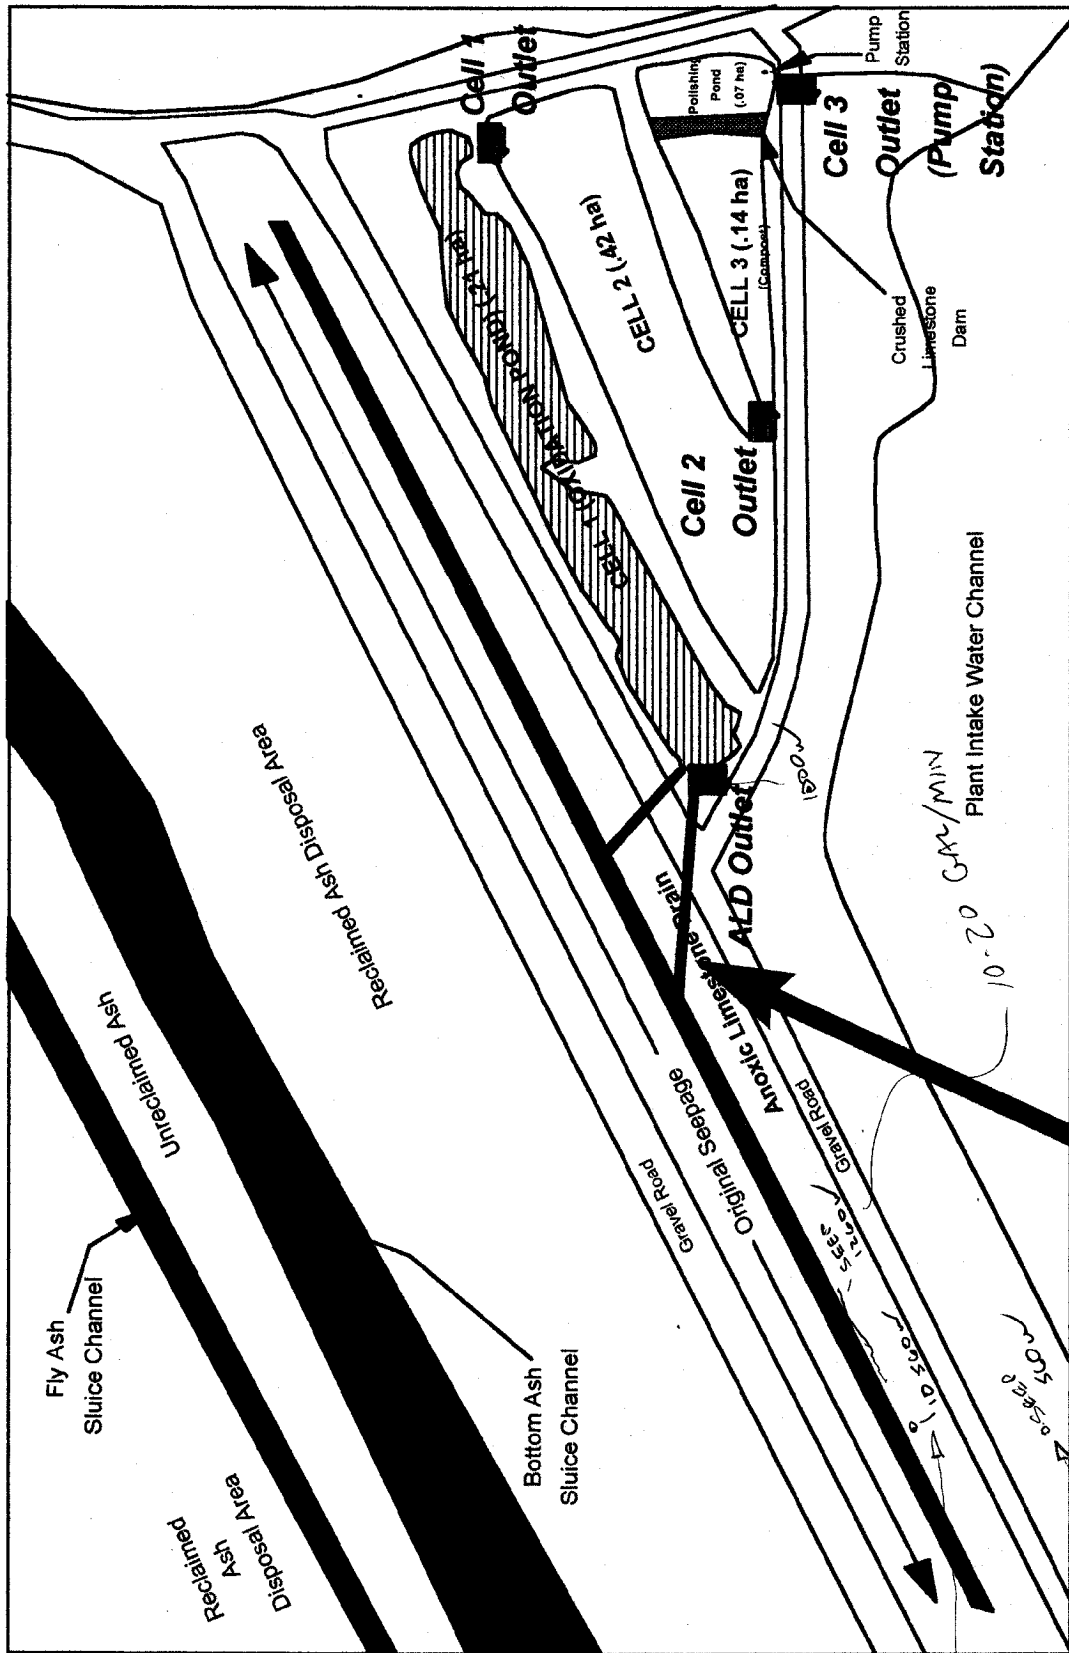 Fly Ash
Sluice Channel
Reclaimed
Ash
Disposal Area
Unreclaimed Ash
Bottom Ash
Sluice Channel
Reclaimed Ash Disposal Area
Gravel Road
Original Seepage
Anoxic Limestone Drain
Gravel Road
ALD Outlet
CELL 1 (OXIDATION POND) (.24 ha)
Cell 1
Outlet
CELL 2 (.42 ha)
Cell 2
Outlet
CELL 3 (.14 ha)
(Compost)
Polishing
Pond
(.07 ha)
Pump
Station
Cell 3
Outlet
(Pump
Station)
Crushed
Limestone
Dam
Plant Intake Water Channel
10-20 GAL/MIN
SEEP